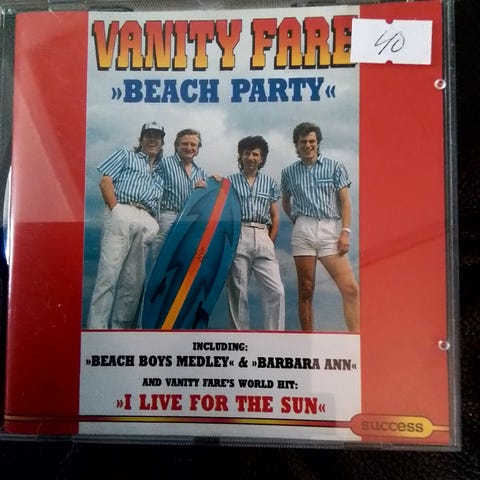 VANITY FARE
40
»BEACH PARTY«
INCLUDING:
»BEACH BOYS MEDLEY« & »BARBARA ANN«
AND VANITY FARE'S WORLD HIT:
»I LIVE FOR THE SUN«
success